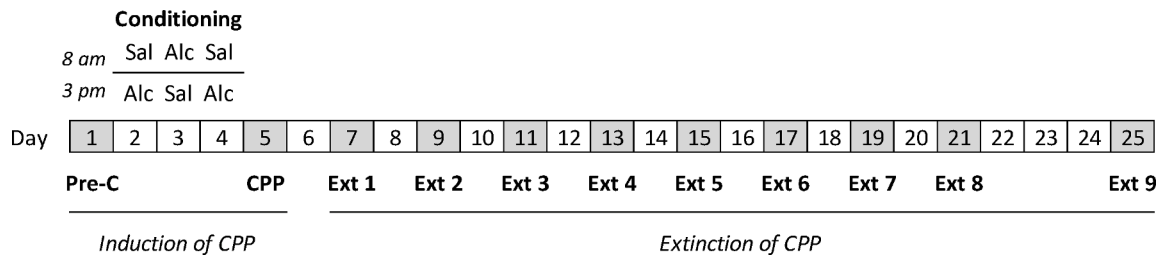 Conditioning
8 am Sal Alc Sal
3 pm Alc Sal Alc
Day 1 2 3 4 5 6 7 8 9 10 11 12 13 14 15 16 17 18 19 20 21 22 23 24 25
Pre-C CPP Ext 1 Ext 2 Ext 3 Ext 4 Ext 5 Ext 6 Ext 7 Ext 8 Ext 9
Induction of CPP Extinction of CPP